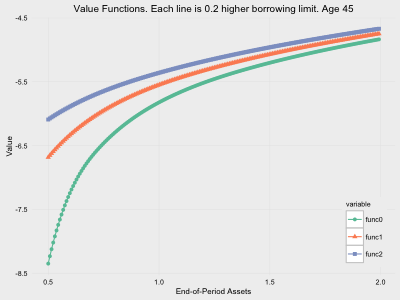 Value Functions. Each line is 0.2 higher borrowing limit. Age 45
-4.5
-5.5
-6.5
-7.5
-8.5
Value
0.5 1.0 1.5 2.0
End-of-Period Assets
variable
func0
func1
func2